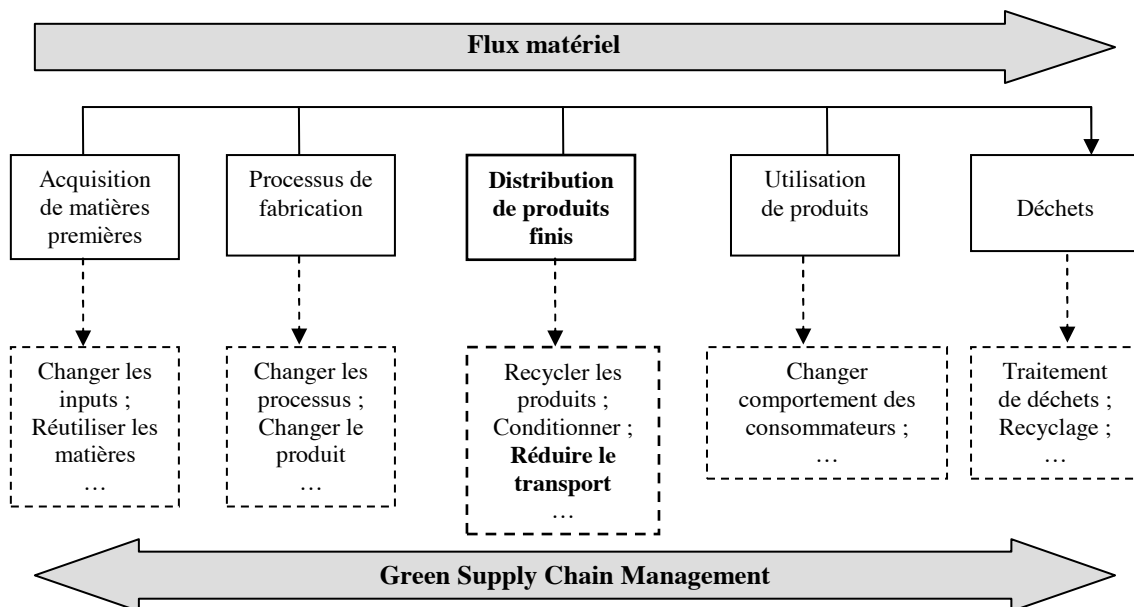 Flux matériel
Acquisition
de matières
premières
Processus de
fabrication
Distribution
de produits
finis
Utilisation
de produits
Déchets
Changer les
inputs ;
Réutiliser les
matières
…
Changer les
processus ;
Changer le
produit
…
Recycler les
produits ;
Conditionner ;
Réduire le
transport
…
Changer
comportement des
consommateurs ;
…
Traitement
de déchets ;
Recyclage ;
…
Green Supply Chain Management